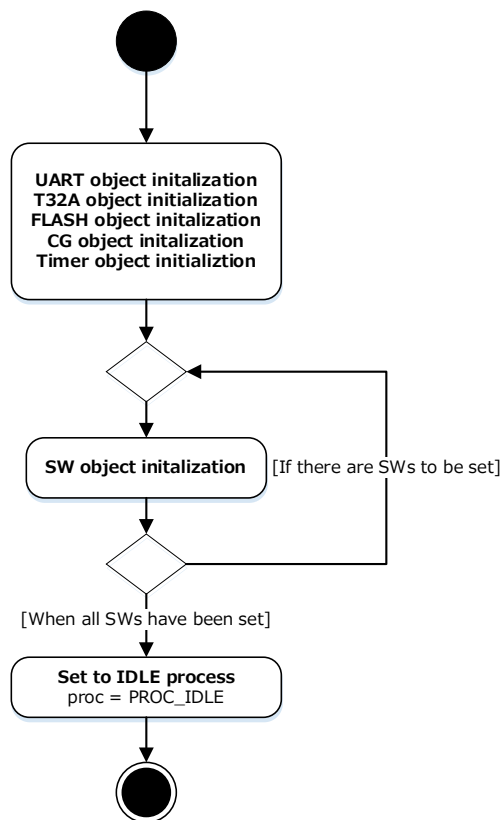 UART object initalization
T32A object initialization
FLASH object initalization
CG object initalization
Timer object initializtion
SW object initalization
[If there are SWs to be set]
[When all SWs have been set]
Set to IDLE process
proc = PROC_IDLE